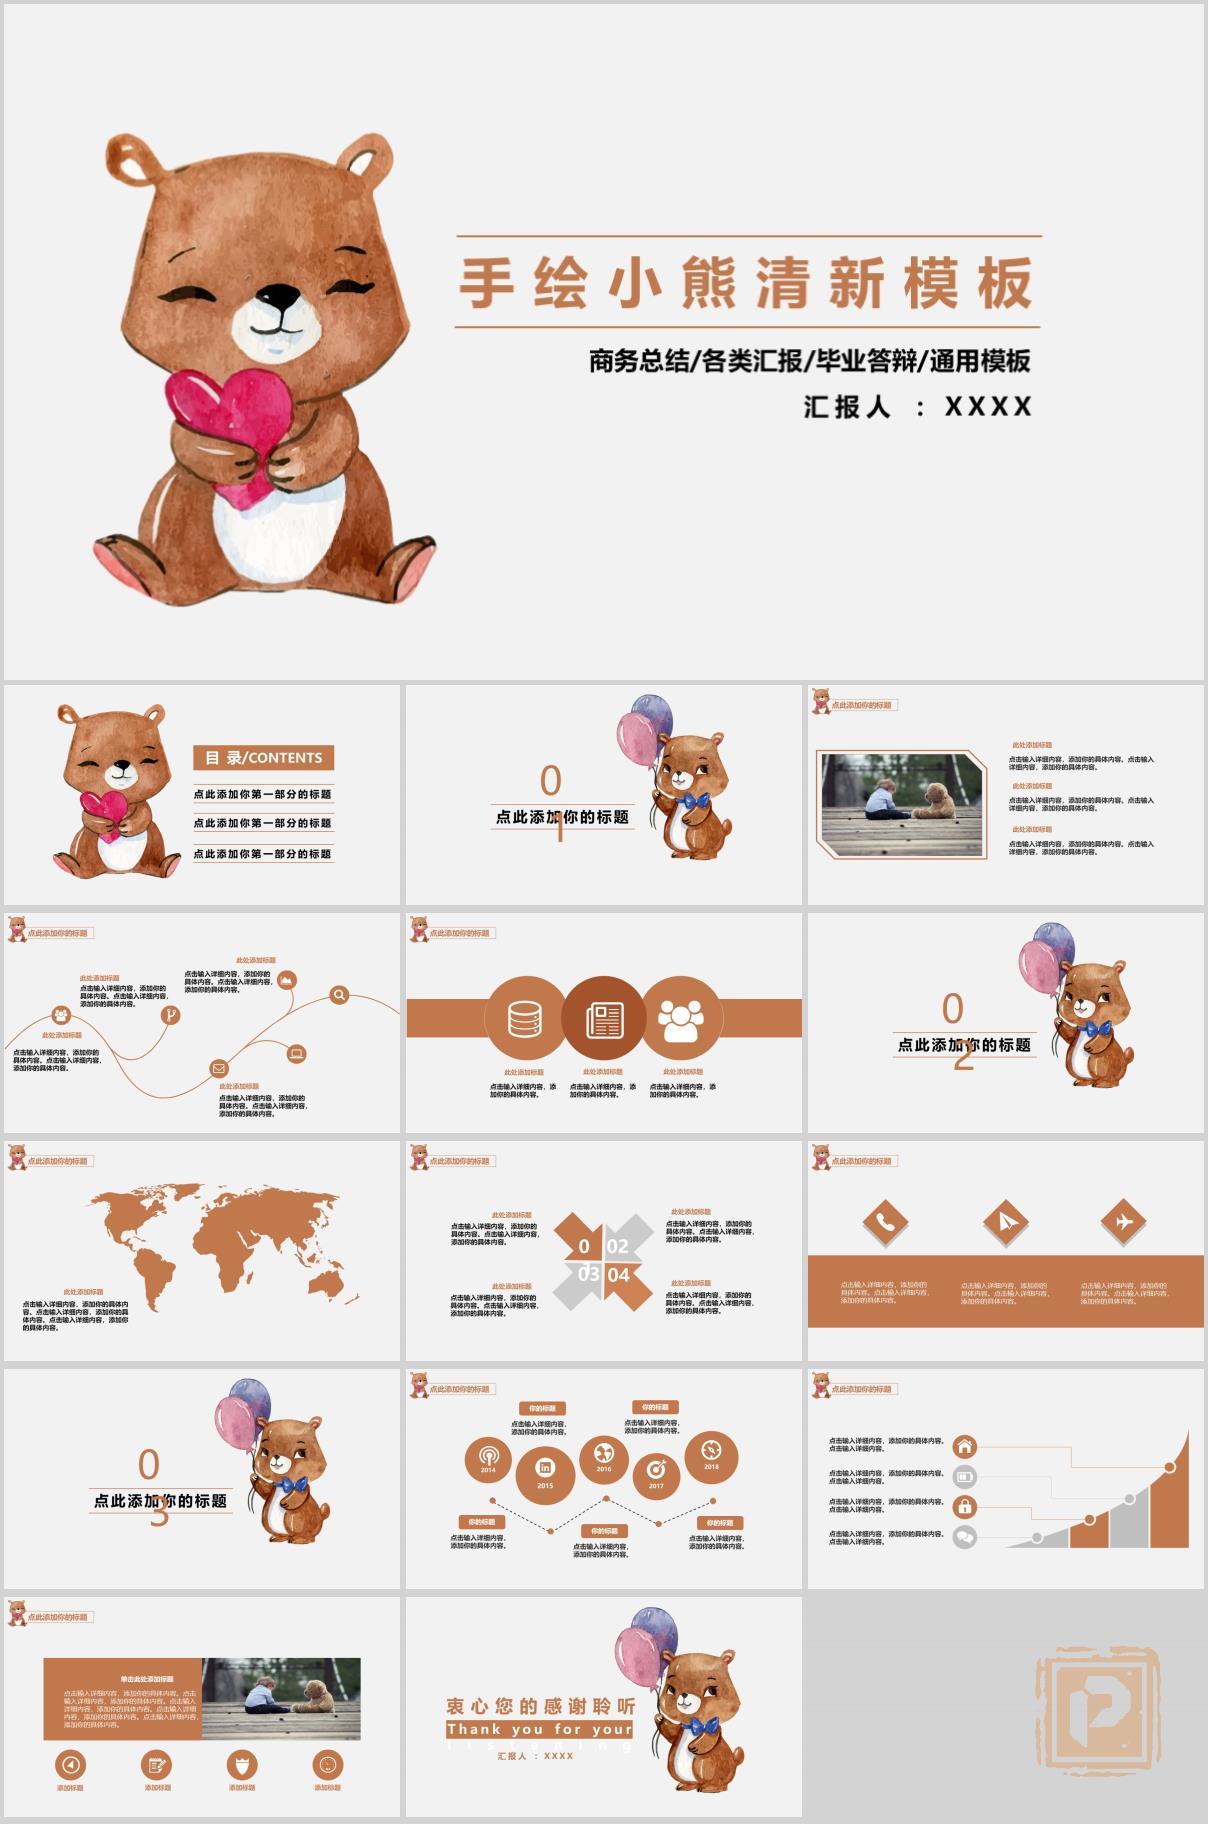 手绘小熊清新模板
商务总结/各类汇报/毕业答辩/通用模板
汇报人 : XXXX
目 录/CONTENTS
点此添加你第一部分的标题
点此添加你第一部分的标题
点此添加你第一部分的标题
01
点此添加你的标题
点此添加你的标题
此处添加标题
点击输入详细内容，添加你的具体内容。点击输入
详细内容，添加你的具体内容。
此处添加标题
点击输入详细内容，添加你的具体内容。点击输入
详细内容，添加你的具体内容。
此处添加标题
点击输入详细内容，添加你的具体内容。点击输入
详细内容，添加你的具体内容。
点此添加你的标题
此处添加标题
点击输入详细内容，添加你的
具体内容。点击输入详细内容，
添加你的具体内容。
此处添加标题
点击输入详细内容，添加你的
具体内容。点击输入详细内容，
添加你的具体内容。
此处添加标题
点击输入详细内容，添加你的
具体内容。点击输入详细内容，
添加你的具体内容。
此处添加标题
点击输入详细内容，添加你的
具体内容。点击输入详细内容，
添加你的具体内容。
点此添加你的标题
此处添加标题
点击输入详细内容，添
加你的具体内容。
此处添加标题
点击输入详细内容，添
加你的具体内容。
此处添加标题
点击输入详细内容，添
加你的具体内容。
02
点此添加你的标题
点此添加你的标题
此处添加标题
点击输入详细内容，添加你的具体内
容。点击输入详细内容，添加你的具
体内容。点击输入详细内容，添加你
的具体内容。
点此添加你的标题
此处添加标题
点击输入详细内容，添加你的
具体内容。点击输入详细内容，
添加你的具体内容。
此处添加标题
点击输入详细内容，添加你的
具体内容。点击输入详细内容，
添加你的具体内容。
01
02
03
04
此处添加标题
点击输入详细内容，添加你的
具体内容。点击输入详细内容，
添加你的具体内容。
此处添加标题
点击输入详细内容，添加你的
具体内容。点击输入详细内容，
添加你的具体内容。
点此添加你的标题
点击输入详细内容，添加你的
具体内容。点击输入详细内容，
添加你的具体内容。
点击输入详细内容，添加你的
具体内容。点击输入详细内容，
添加你的具体内容。
点击输入详细内容，添加你的
具体内容。点击输入详细内容，
添加你的具体内容。
03
点此添加你的标题
点此添加你的标题
你的标题
点击输入详细内容，
添加你的具体内容。
你的标题
点击输入详细内容，
添加你的具体内容。
2014
2015
2016
2017
2018
你的标题
点击输入详细内容，
添加你的具体内容。
你的标题
点击输入详细内容，
添加你的具体内容。
你的标题
点击输入详细内容，
添加你的具体内容。
点此添加你的标题
点击输入详细内容，添加你的具体内容。
点击输入详细内容。
点击输入详细内容，添加你的具体内容。
点击输入详细内容。
点击输入详细内容，添加你的具体内容。
点击输入详细内容。
点击输入详细内容，添加你的具体内容。
点击输入详细内容。
点此添加你的标题
单击此处添加标题
点击输入详细内容，添加你的具体内容。点击
输入详细内容，添加你的具体内容。点击输入
详细内容，添加你的具体内容。点击输入详细
内容，添加你的具体内容。点击输入详细内容，
添加你的具体内容。
添加标题
添加标题
添加标题
添加标题
衷心您的感谢聆听
Thank you for your
listening
汇报人 : XXXX